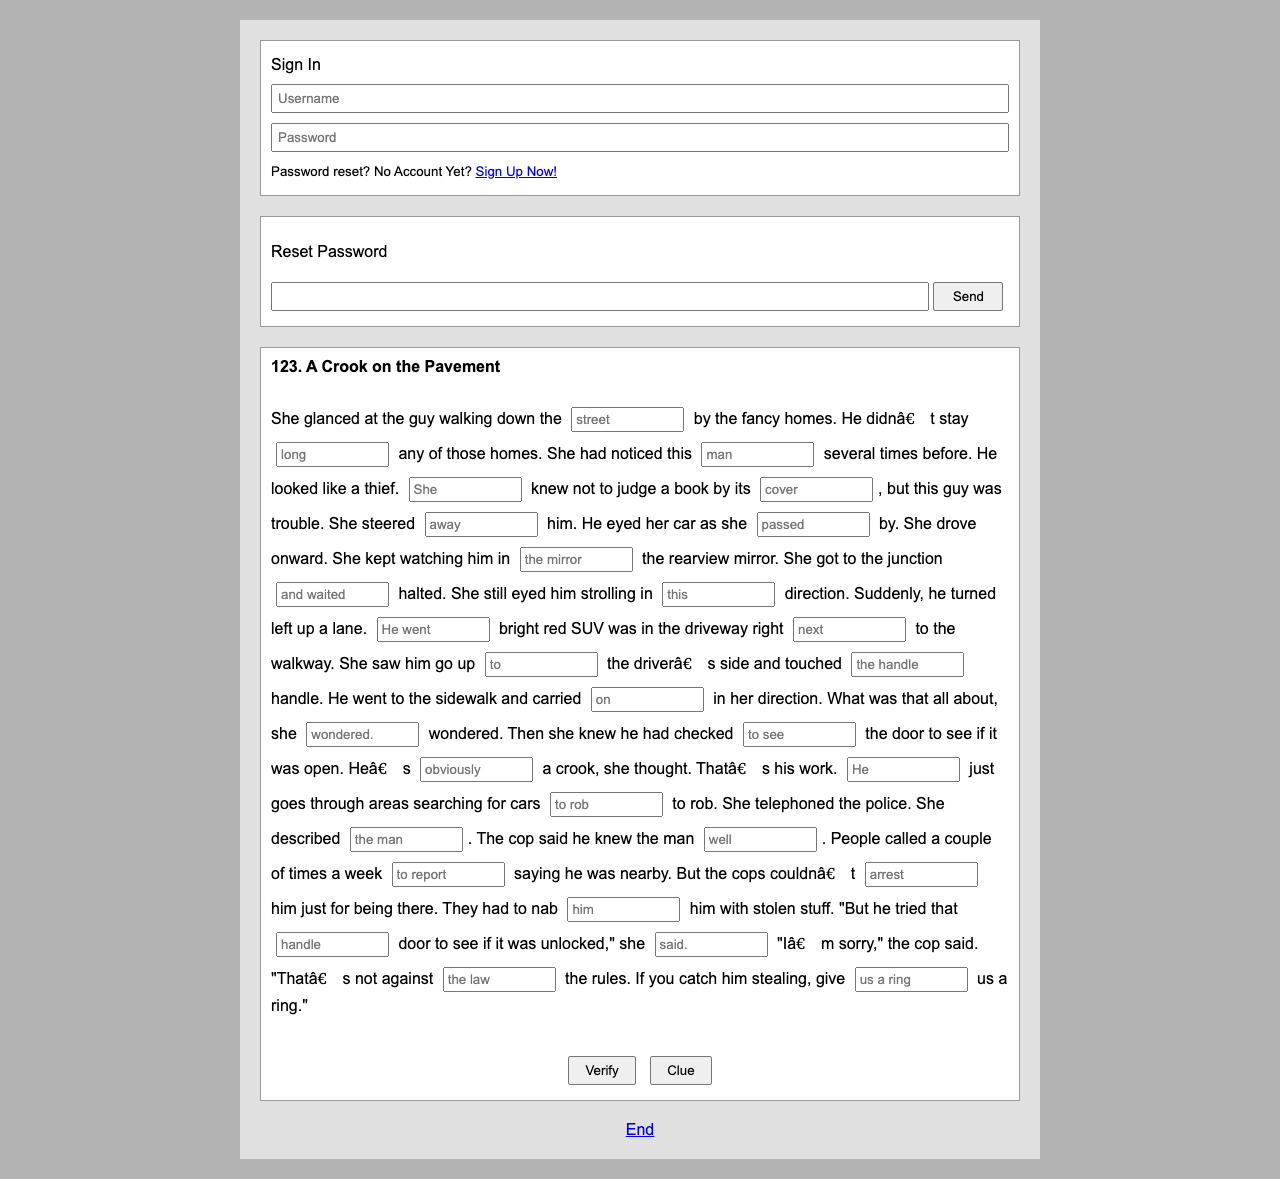 Sign In
Username
Password
Password reset? No Account Yet? Sign Up Now!
Reset Password
Send
123. A Crook on the Pavement
She glanced at the guy walking down the street by the fancy homes. He didnâ€ t stay
long any of those homes. She had noticed this man several times before. He
looked like a thief. She knew not to judge a book by its cover , but this guy was
trouble. She steered away him. He eyed her car as she passed by. She drove
onward. She kept watching him in the mirror the rearview mirror. She got to the junction
and waited halted. She still eyed him strolling in this direction. Suddenly, he turned
left up a lane. He went bright red SUV was in the driveway right next to the
walkway. She saw him go up to the driverâ€ s side and touched the handle
handle. He went to the sidewalk and carried on in her direction. What was that all about,
she wondered. wondered. Then she knew he had checked to see the door to see if it
was open. Heâ€ s obviously a crook, she thought. Thatâ€ s his work. He just
goes through areas searching for cars to rob to rob. She telephoned the police. She
described the man . The cop said he knew the man well . People called a couple
of times a week to report saying he was nearby. But the cops couldnâ€ t arrest
him just for being there. They had to nab him him with stolen stuff. "But he tried that
handle door to see if it was unlocked," she said. "Iâ€ m sorry," the cop said.
"Thatâ€ s not against the law the rules. If you catch him stealing, give us a ring us a
ring."
Verify Clue
End